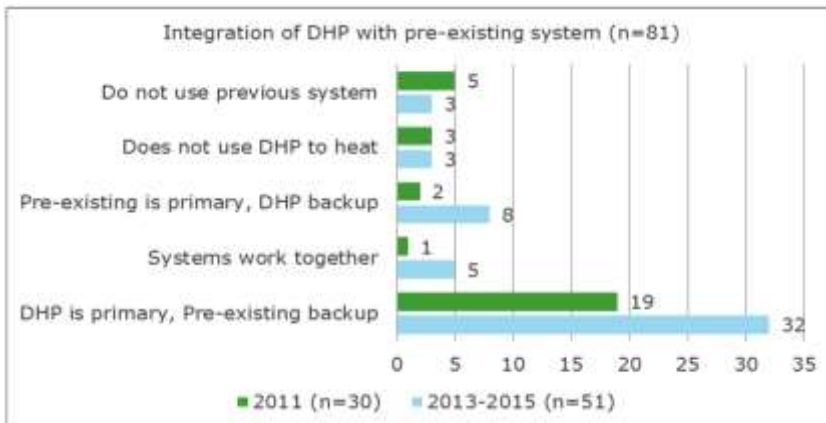 Integration of DHP with pre-existing system (n=81)
Do not use previous system
5
3
Does not use DHP to heat
3
3
Pre-existing is primary, DHP backup
2
8
Systems work together
1
5
DHP is primary, Pre-existing backup
19
32
0 5 10 15 20 25 30 35
2011 (n=30) 2013-2015 (n=51)